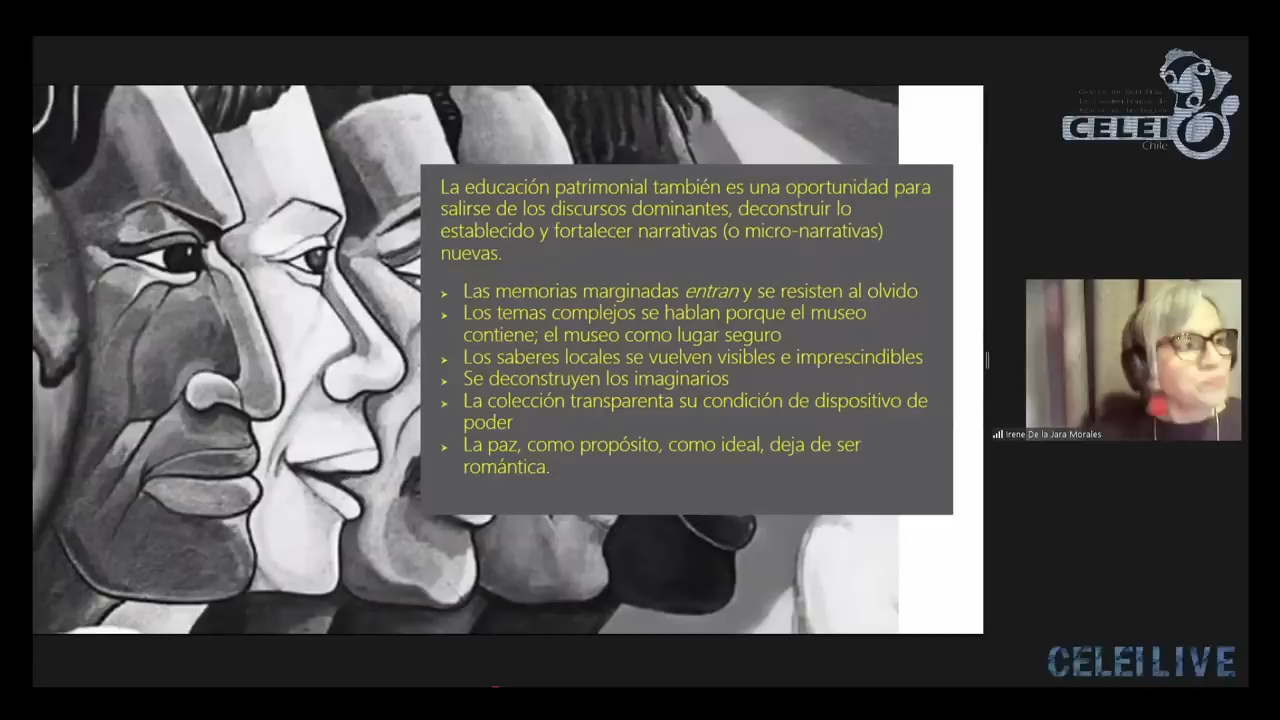 La educación patrimonial también es una oportunidad para
salirse de los discursos dominantes, deconstruir lo
establecido y fortalecer narrativas (o micro-narrativas)
nuevas.
Las memorias marginadas entran y se resisten al olvido
Los temas complejos se hablan porque el museo
contiene; el museo como lugar seguro
Los saberes locales se vuelven visibles e imprescindibles
Se deconstruyen los imaginarios
La colección transparenta su condición de dispositivo de
poder
La paz, como propósito, como ideal, deja de ser
romántica.
CELEI
Chile
Irene De la Jara Morales
CELEI LIVE